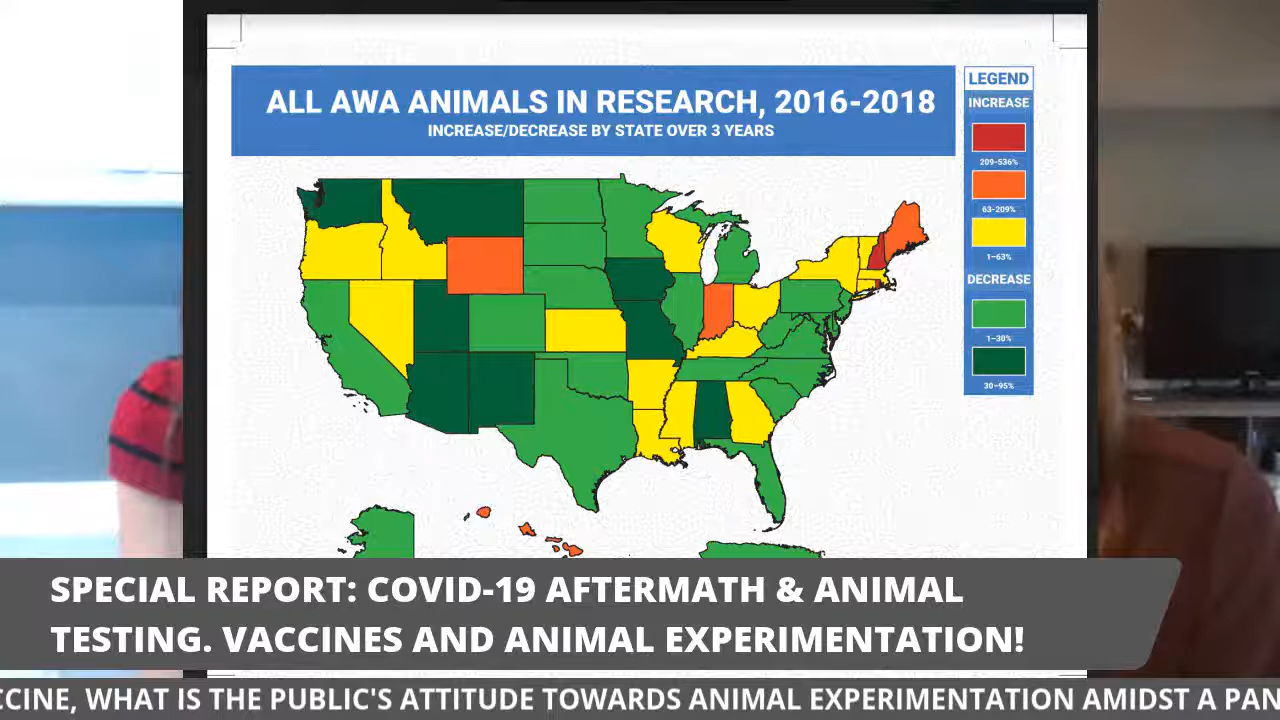 ALL AWA ANIMALS IN RESEARCH, 2016-2018
INCREASE/DECREASE BY STATE OVER 3 YEARS
LEGEND
INCREASE
209-536%
63-209%
1-63%
DECREASE
1-30%
30-95%
SPECIAL REPORT: COVID-19 AFTERMATH & ANIMAL
TESTING. VACCINES AND ANIMAL EXPERIMENTATION!
CCINE, WHAT IS THE PUBLIC'S ATTITUDE TOWARDS ANIMAL EXPERIMENTATION AMIDST A PAN